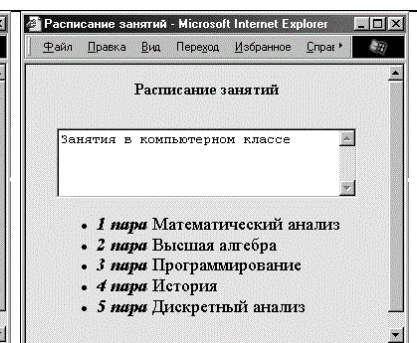 Расписание занятий - Microsoft Internet Explorer
Файл Правка Вид Переход Избранное Справ
Расписание занятий
Занятия в компьютерном классе
• 1 пара Математический анализ
• 2 пара Высшая алгебра
• 3 пара Программирование
• 4 пара История
• 5 пара Дискретный анализ